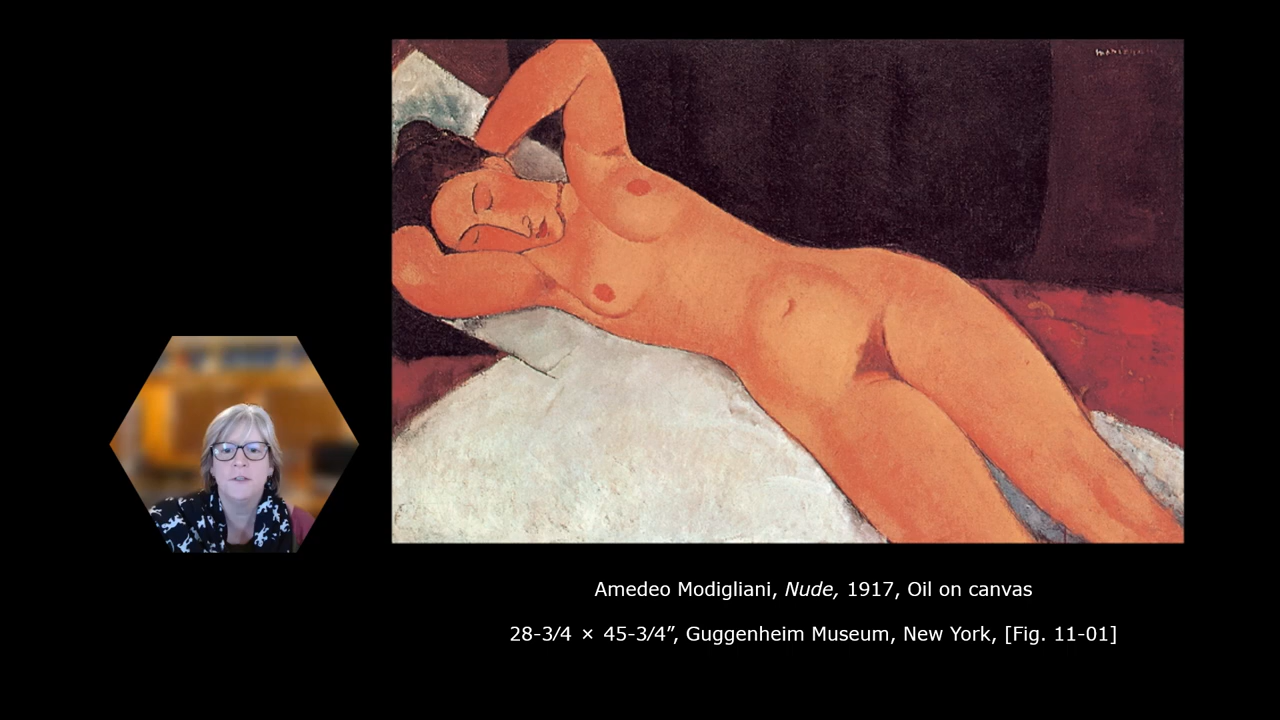 modigliani
Amedeo Modigliani, Nude, 1917, Oil on canvas
28-3/4 × 45-3/4”, Guggenheim Museum, New York, [Fig. 11-01]